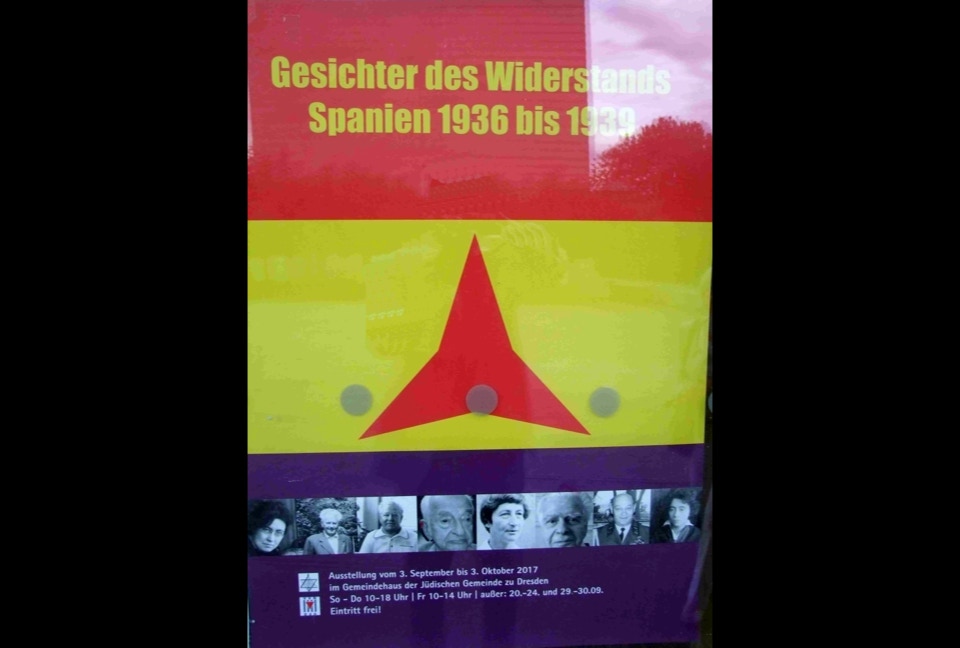 Gesichter des Widerstands
Spanien 1936 bis 1939
Ausstellung vom 3. September bis 3. Oktober 2017
im Gemeindehaus der Jüdischen Gemeinde zu Dresden
So - Do 10-18 Uhr | Fr 10-14 Uhr | außer: 20.-24. und 29.-30.09.
Eintritt frei!